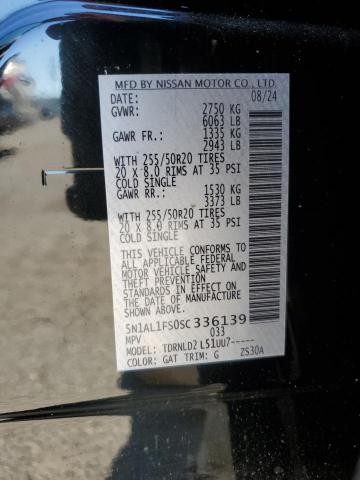 MFD BY NISSAN MOTOR CO., LTD.
DATE: 08/24
GVWR: 2750 KG
6063 LB
GAWR FR.: 1335 KG
2943 LB
WITH 255/50R20 TIRES
20 X 8.0 RIMS AT 35 PSI
COLD SINGLE
GAWR RR.: 1530 KG
3373 LB
WITH 255/50R20 TIRES
20 X 8.0 RIMS AT 35 PSI
COLD SINGLE
THIS VEHICLE CONFORMS TO
ALL APPLICABLE FEDERAL
MOTOR VEHICLE SAFETY AND
THEFT PREVENTION
STANDARDS IN EFFECT ON
THE DATE OF MANUFACTURE
SHOWN ABOVE.
5N1AL1FS0SC336139
MPV 033
MODEL: TDRNLD2 L51UU7-----
COLOR: GAT TRIM: G ZS30A